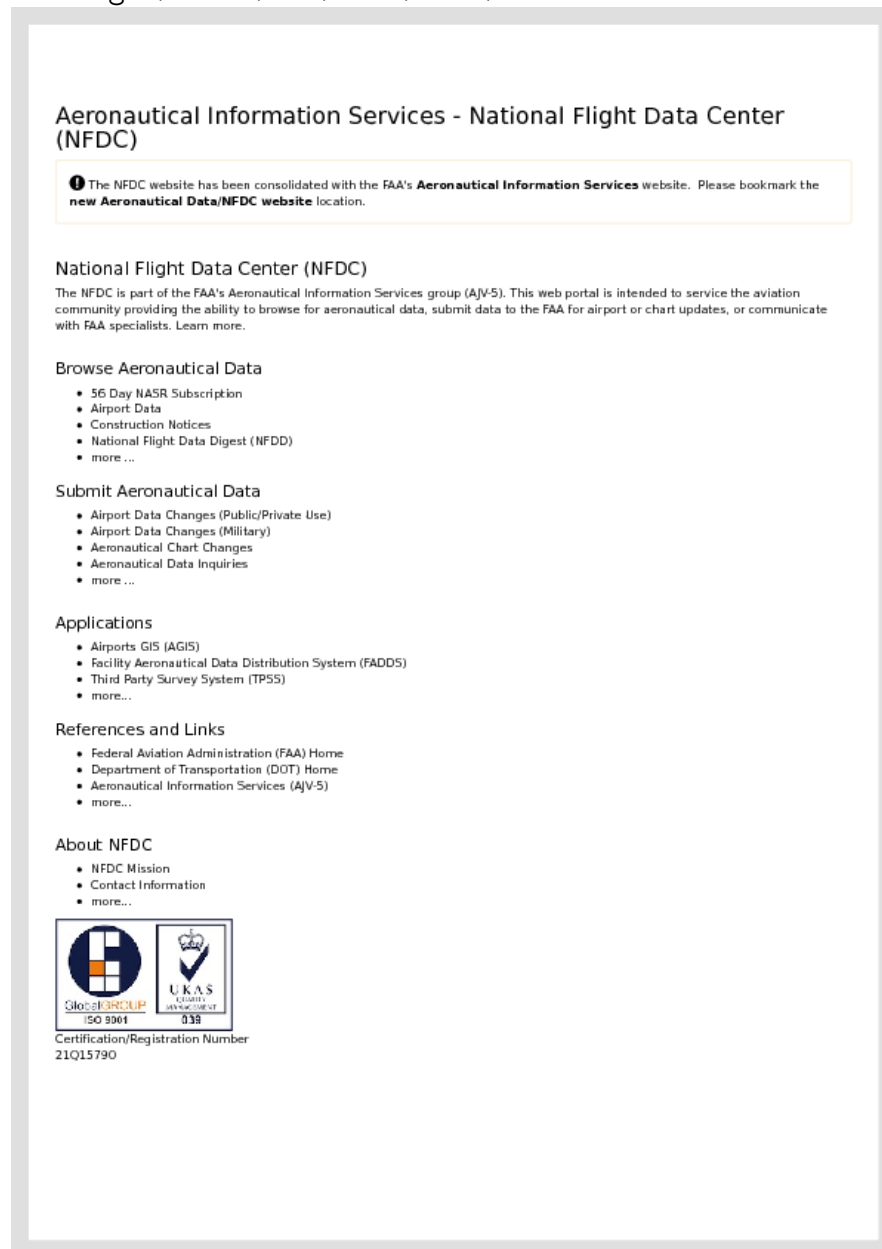 Aeronautical Information Services - National Flight Data Center
(NFDC)
The NFDC website has been consolidated with the FAA's Aeronautical Information Services website. Please bookmark the
new Aeronautical Data/NFDC website location.
National Flight Data Center (NFDC)
The NFDC is part of the FAA's Aeronautical Information Services group (AJV-5). This web portal is intended to service the aviation
community providing the ability to browse for aeronautical data, submit data to the FAA for airport or chart updates, or communicate
with FAA specialists. Learn more.
Browse Aeronautical Data
• 56 Day NASR Subscription
• Airport Data
• Construction Notices
• National Flight Data Digest (NFDD)
• more ...
Submit Aeronautical Data
• Airport Data Changes (Public/Private Use)
• Airport Data Changes (Military)
• Aeronautical Chart Changes
• Aeronautical Data Inquiries
• more ...
Applications
• Airports GIS (AGIS)
• Facility Aeronautical Data Distribution System (FADDS)
• Third Party Survey System (TPSS)
• more...
References and Links
• Federal Aviation Administration (FAA) Home
• Department of Transportation (DOT) Home
• Aeronautical Information Services (AJV-5)
• more...
About NFDC
• NFDC Mission
• Contact Information
• more...
GlobalGROUP
ISO 9001
UKAS
QUALITY
MANAGEMENT
039
Certification/Registration Number
21Q15790